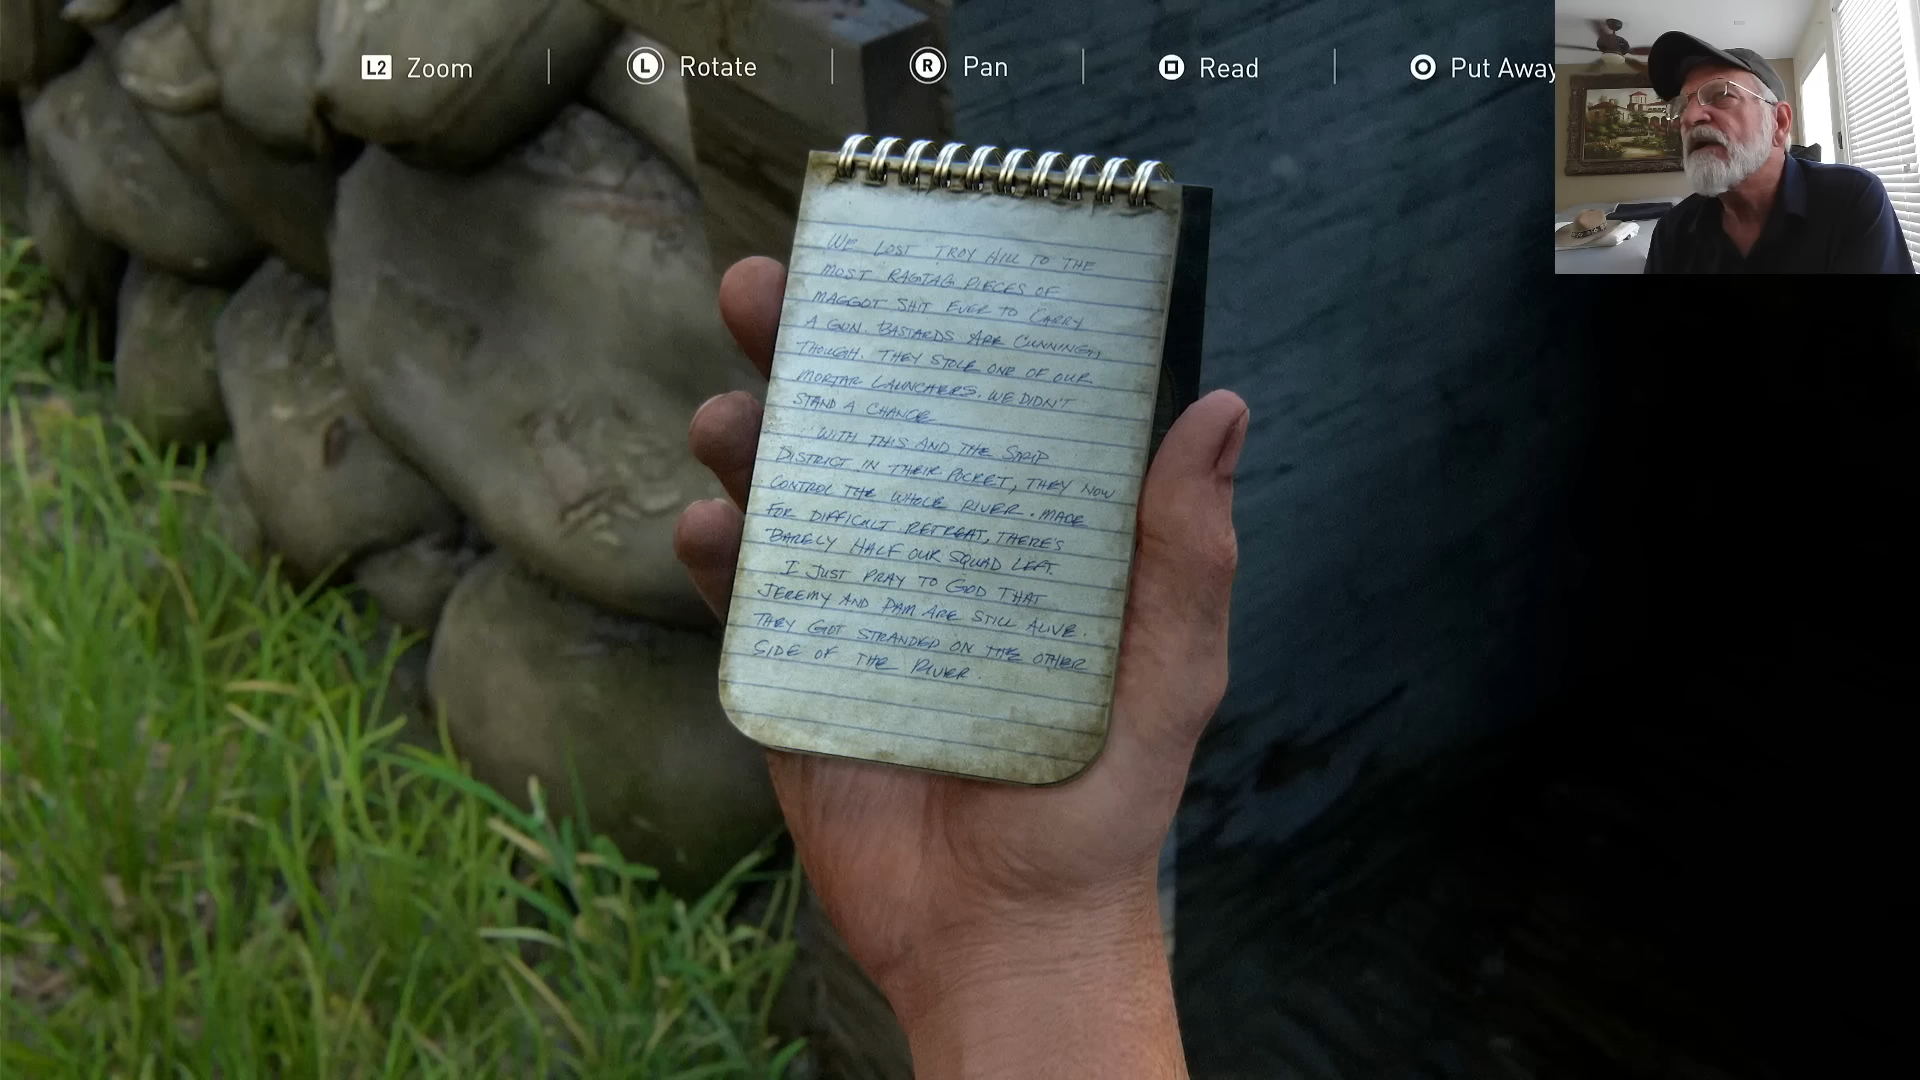 L2 Zoom L Rotate R Pan Read Put Away
WE LOST TROY HILL TO THE
MOST RAGTAG PIECES OF
MAGGOT SHIT EVER TO CARRY
A GUN. BASTARDS ARE CUNNING,
THOUGH. THEY STOLE ONE OF OUR
MORTAR LAUNCHERS. WE DIDN'T
STAND A CHANCE
WITH THIS AND THE STRIP
DISTRICT IN THEIR POCKET, THEY NOW
CONTROL THE WHOLE RIVER. MADE
FOR DIFFICULT RETREAT, THERE'S
BARELY HALF OUR SQUAD LEFT.
I JUST PRAY TO GOD THAT
JEREMY AND PAM ARE STILL ALIVE.
THEY GOT STRANDED ON THE OTHER
SIDE OF THE RIVER.